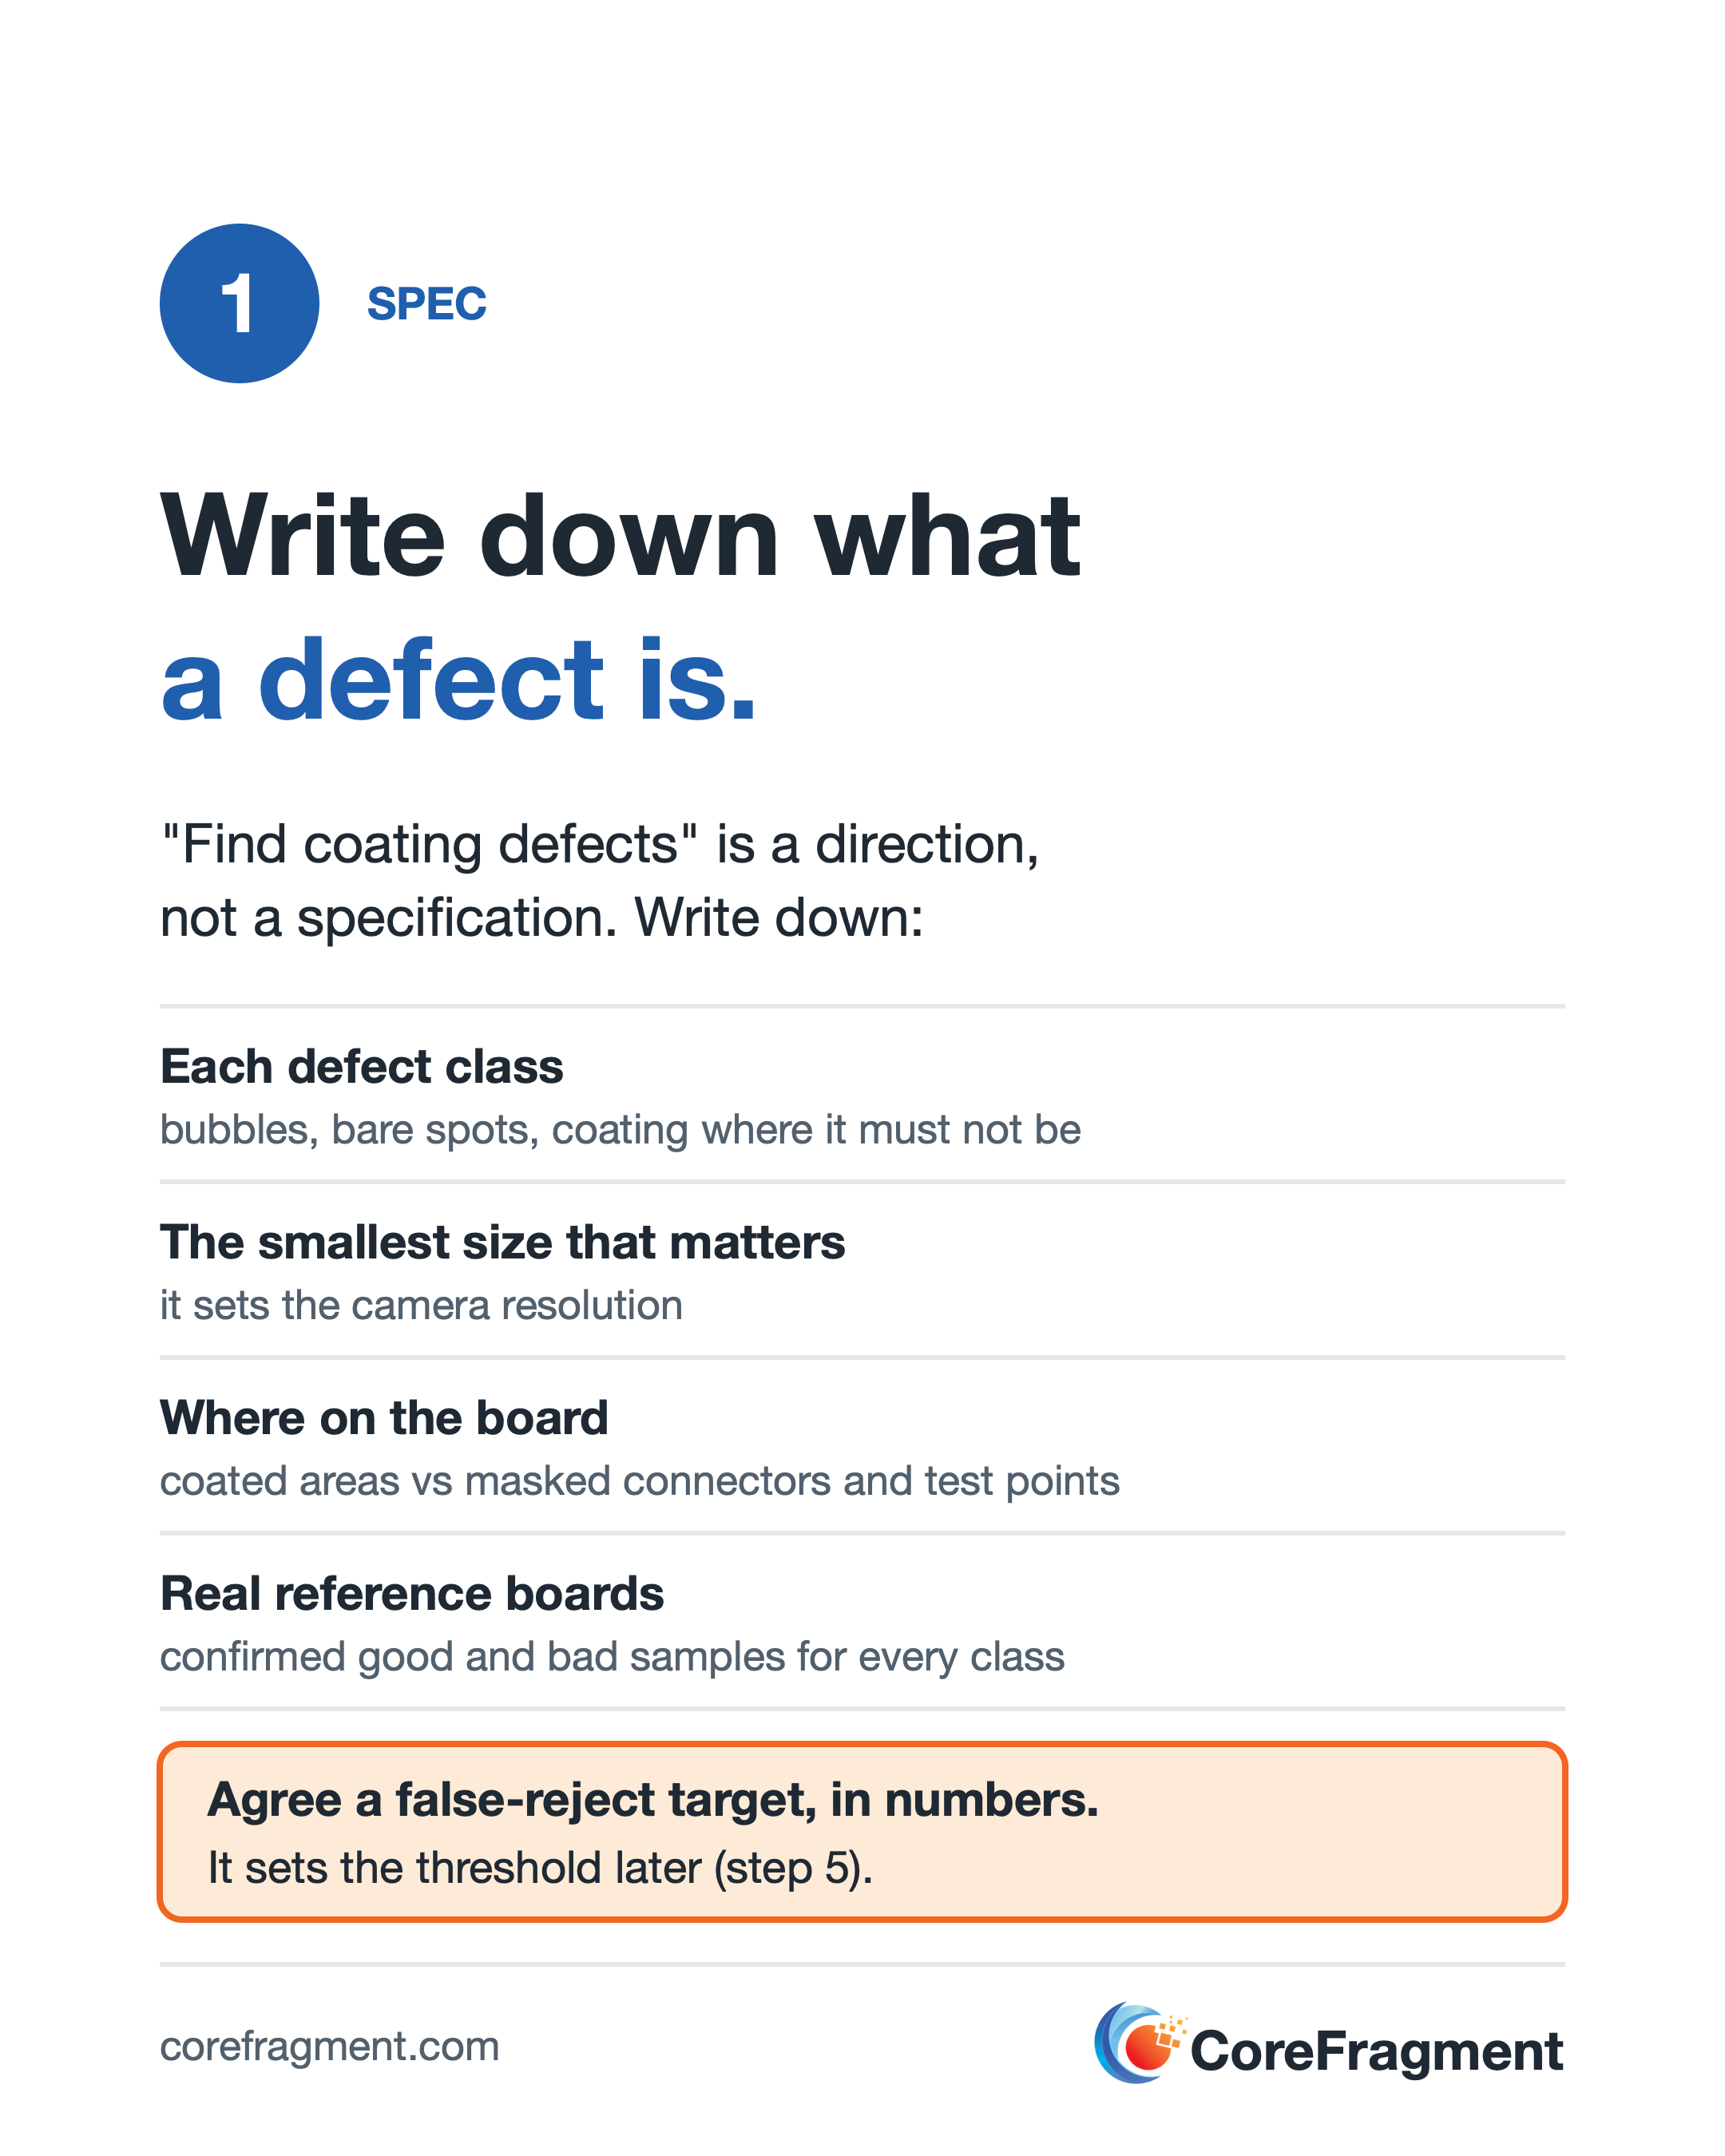 1
SPEC
Write down what
a defect is.
"Find coating defects" is a direction,
not a specification. Write down:
Each defect class
bubbles, bare spots, coating where it must not be
The smallest size that matters
it sets the camera resolution
Where on the board
coated areas vs masked connectors and test points
Real reference boards
confirmed good and bad samples for every class
Agree a false-reject target, in numbers.
It sets the threshold later (step 5).
corefragment.com
CoreFragment